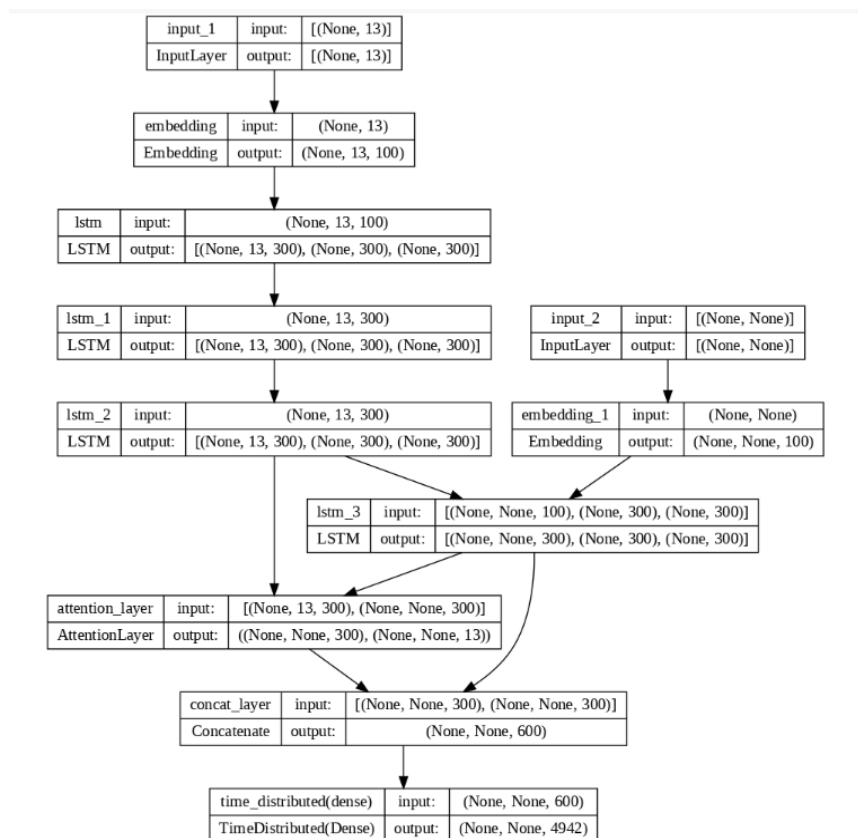 input_1 input: [(None, 13)]
InputLayer output: [(None, 13)]
embedding input: (None, 13)
Embedding output: (None, 13, 100)
lstm input: (None, 13, 100)
LSTM output: [(None, 13, 300), (None, 300), (None, 300)]
lstm_1 input: (None, 13, 300)
LSTM output: [(None, 13, 300), (None, 300), (None, 300)]
input_2 input: [(None, None)]
InputLayer output: [(None, None)]
lstm_2 input: (None, 13, 300)
LSTM output: [(None, 13, 300), (None, 300), (None, 300)]
embedding_1 input: (None, None)
Embedding output: (None, None, 100)
lstm_3 input: [(None, None, 100), (None, 300), (None, 300)]
LSTM output: [(None, None, 300), (None, 300), (None, 300)]
attention_layer input: [(None, 13, 300), (None, None, 300)]
AttentionLayer output: ((None, None, 300), (None, None, 13))
concat_layer input: [(None, None, 300), (None, None, 300)]
Concatenate output: (None, None, 600)
time_distributed(dense) input: (None, None, 600)
TimeDistributed(Dense) output: (None, None, 4942)